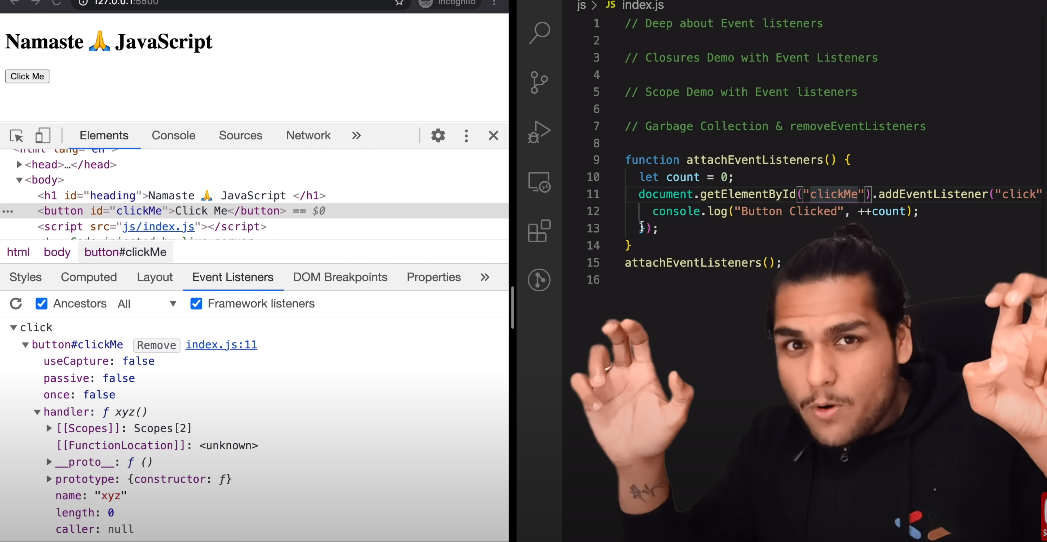 127.0.0.1:5500
Incognito
Namaste 🙏 JavaScript
Click Me
Elements Console Sources Network »
▶<head>…</head>
▼<body>
<h1 id="heading">Namaste 🙏 JavaScript </h1>
••• <button id="clickMe">Click Me</button> == $0
<script src="js/index.js"></script>
html body button#clickMe
Styles Computed Layout Event Listeners DOM Breakpoints Properties »
Ancestors All ▼ Framework listeners
▼click
▼button#clickMe Remove index.js:11
useCapture: false
passive: false
once: false
▼handler: ƒ xyz()
▶[[Scopes]]: Scopes[2]
[[FunctionLocation]]: <unknown>
▶__proto__: ƒ ()
▶prototype: {constructor: ƒ}
name: "xyz"
length: 0
caller: null
js > JS index.js
1 // Deep about Event listeners
2
3 // Closures Demo with Event Listeners
4
5 // Scope Demo with Event listeners
6
7 // Garbage Collection & removeEventListeners
8
9 function attachEventListeners() {
10 let count = 0;
11 document.getElementById("clickMe").addEventListener("click"
12 console.log("Button Clicked", ++count);
13 });
14 }
15 attachEventListeners();
16